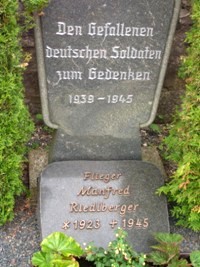 Den Gefallenen
deutschen Soldaten
zum Gedenken
1939 - 1945
Flieger
Manfred
Riedlberger
* 1926 ✝ 1945